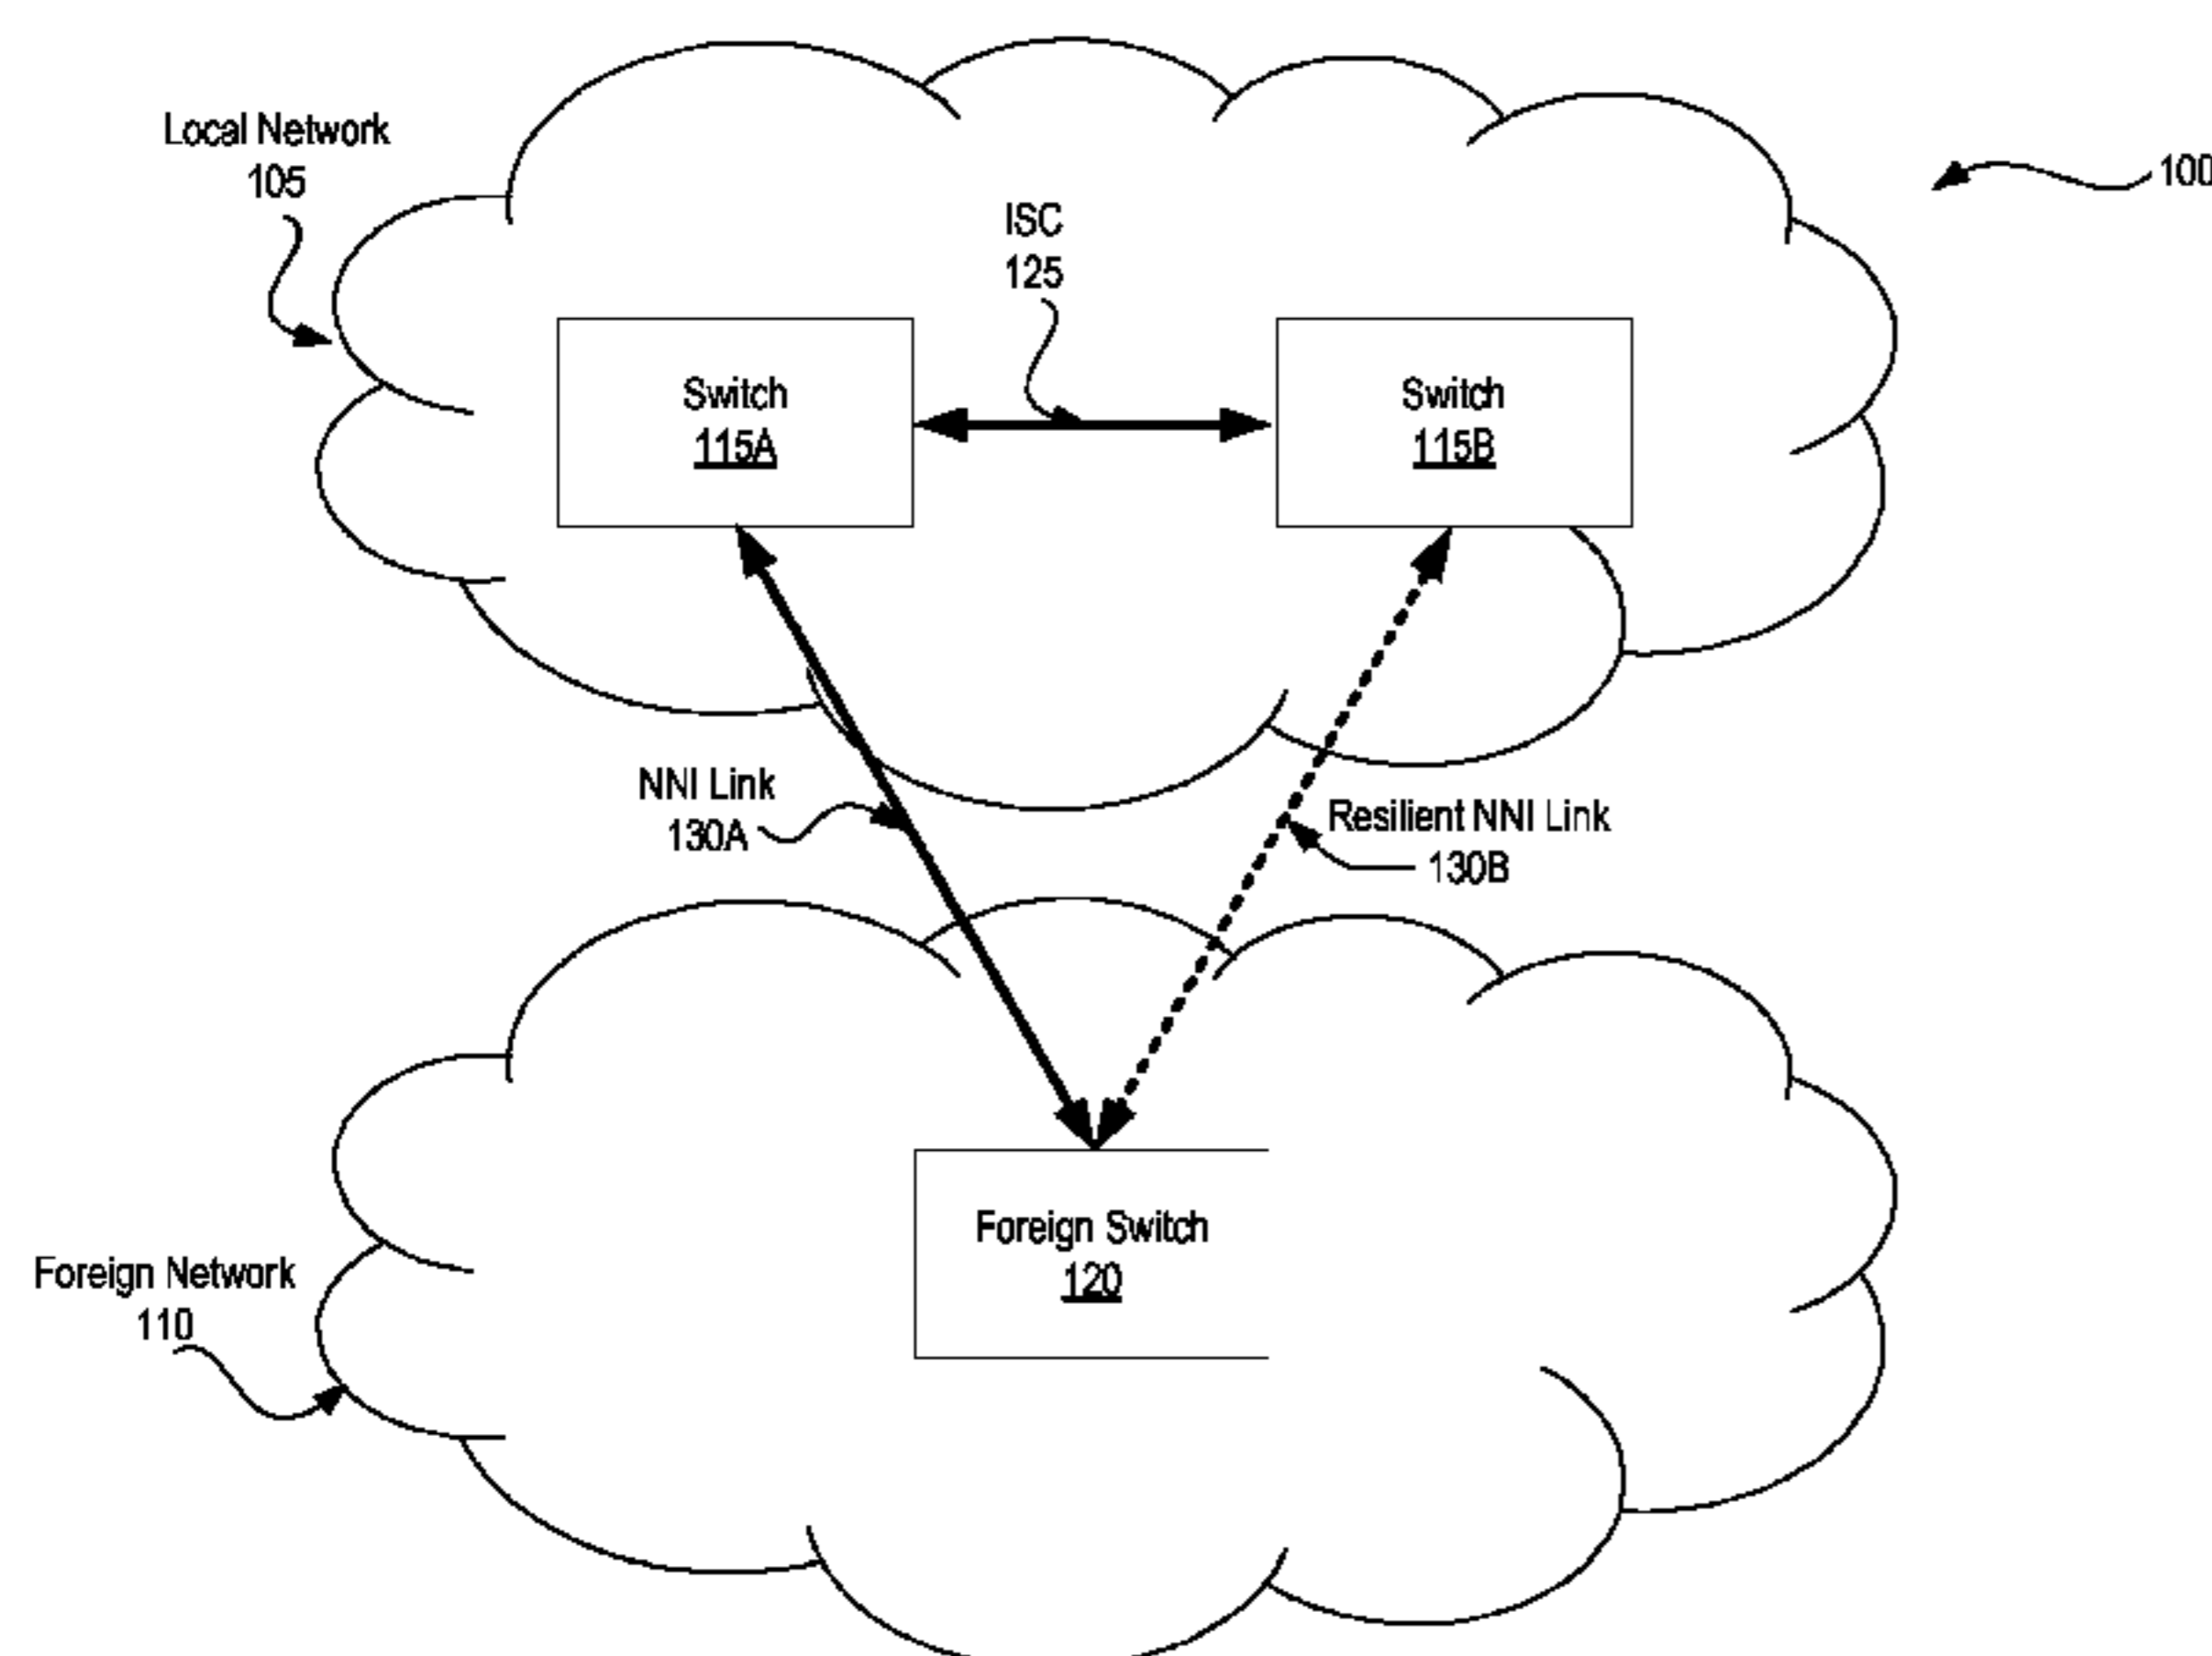 Local Network
105
100
ISC
125
Switch
115A
Switch
115B
NNI Link
130A
Resilient NNI Link
130B
Foreign Switch
120
Foreign Network
110